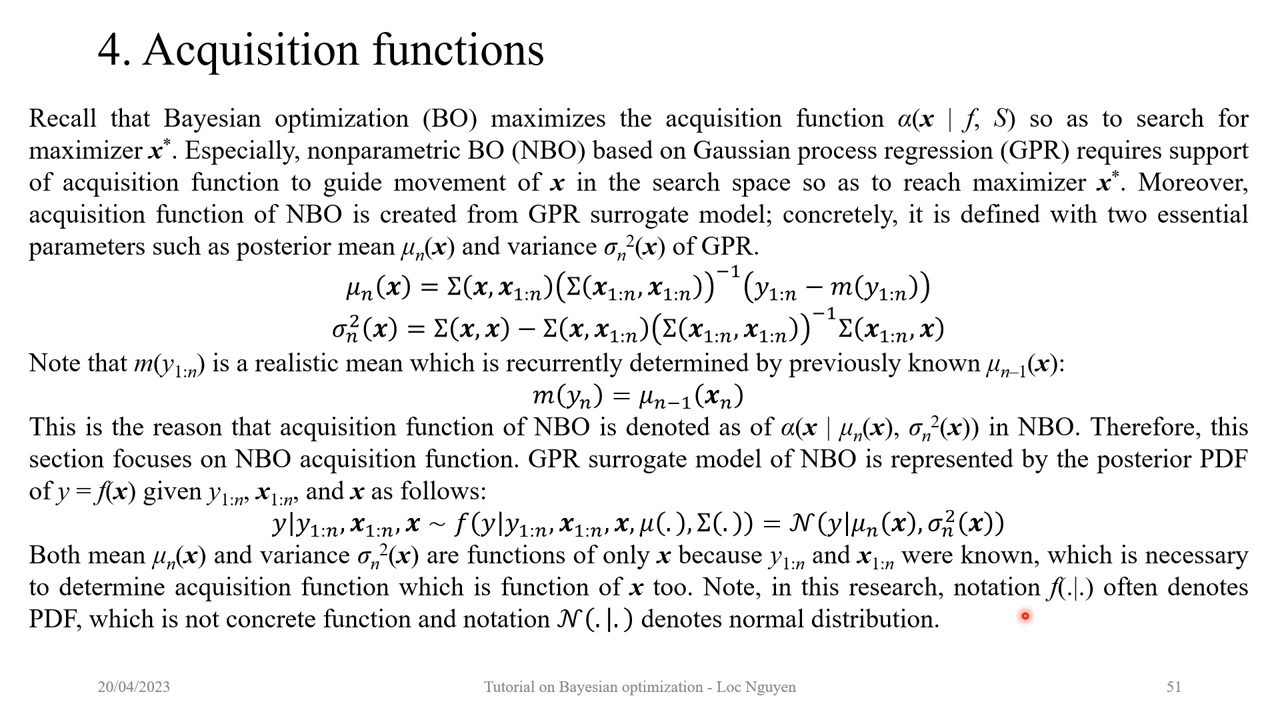 4. Acquisition functions
Recall that Bayesian optimization (BO) maximizes the acquisition function α(x | f, S) so as to search for
maximizer x*. Especially, nonparametric BO (NBO) based on Gaussian process regression (GPR) requires support
of acquisition function to guide movement of x in the search space so as to reach maximizer x*. Moreover,
acquisition function of NBO is created from GPR surrogate model; concretely, it is defined with two essential
parameters such as posterior mean μₙ(x) and variance σₙ²(x) of GPR.
μₙ(x) = Σ(x, x₁:ₙ)(Σ(x₁:ₙ, x₁:ₙ))⁻¹(y₁:ₙ − m(y₁:ₙ))
σₙ²(x) = Σ(x, x) − Σ(x, x₁:ₙ)(Σ(x₁:ₙ, x₁:ₙ))⁻¹Σ(x₁:ₙ, x)
Note that m(y₁:ₙ) is a realistic mean which is recurrently determined by previously known μₙ₋₁(x):
m(yₙ) = μₙ₋₁(xₙ)
This is the reason that acquisition function of NBO is denoted as of α(x | μₙ(x), σₙ²(x)) in NBO. Therefore, this
section focuses on NBO acquisition function. GPR surrogate model of NBO is represented by the posterior PDF
of y = f(x) given y₁:ₙ, x₁:ₙ, and x as follows:
y|y₁:ₙ, x₁:ₙ, x ~ f(y|y₁:ₙ, x₁:ₙ, x, μ(.), Σ(.)) = 𝒩(y|μₙ(x), σₙ²(x))
Both mean μₙ(x) and variance σₙ²(x) are functions of only x because y₁:ₙ and x₁:ₙ were known, which is necessary
to determine acquisition function which is function of x too. Note, in this research, notation f(.|.) often denotes
PDF, which is not concrete function and notation 𝒩(.|.) denotes normal distribution.
20/04/2023
Tutorial on Bayesian optimization - Loc Nguyen
51